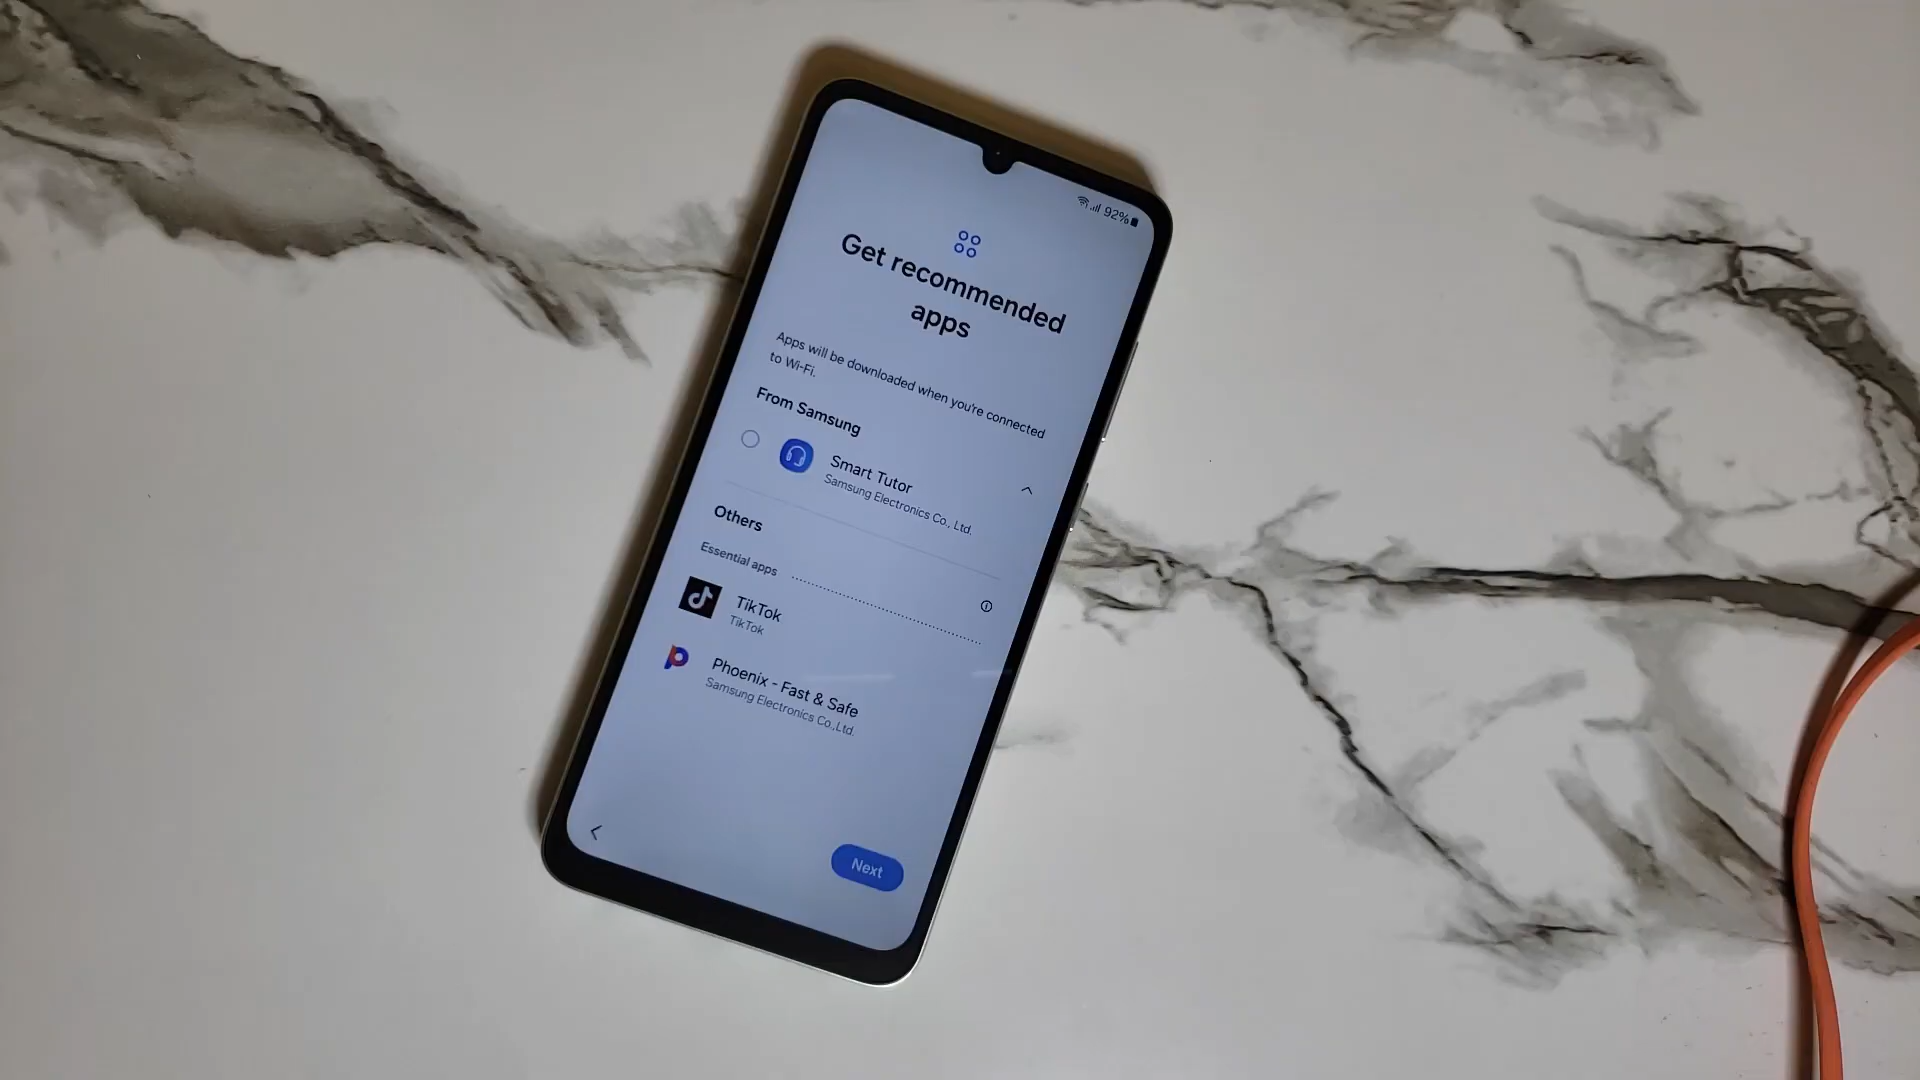 92%
Get recommended
apps
Apps will be downloaded when you're connected
to Wi-Fi.
From Samsung
Smart Tutor
Samsung Electronics Co., Ltd.
Others
Essential apps
TikTok
TikTok
Phoenix - Fast & Safe
Samsung Electronics Co.,Ltd.
Next